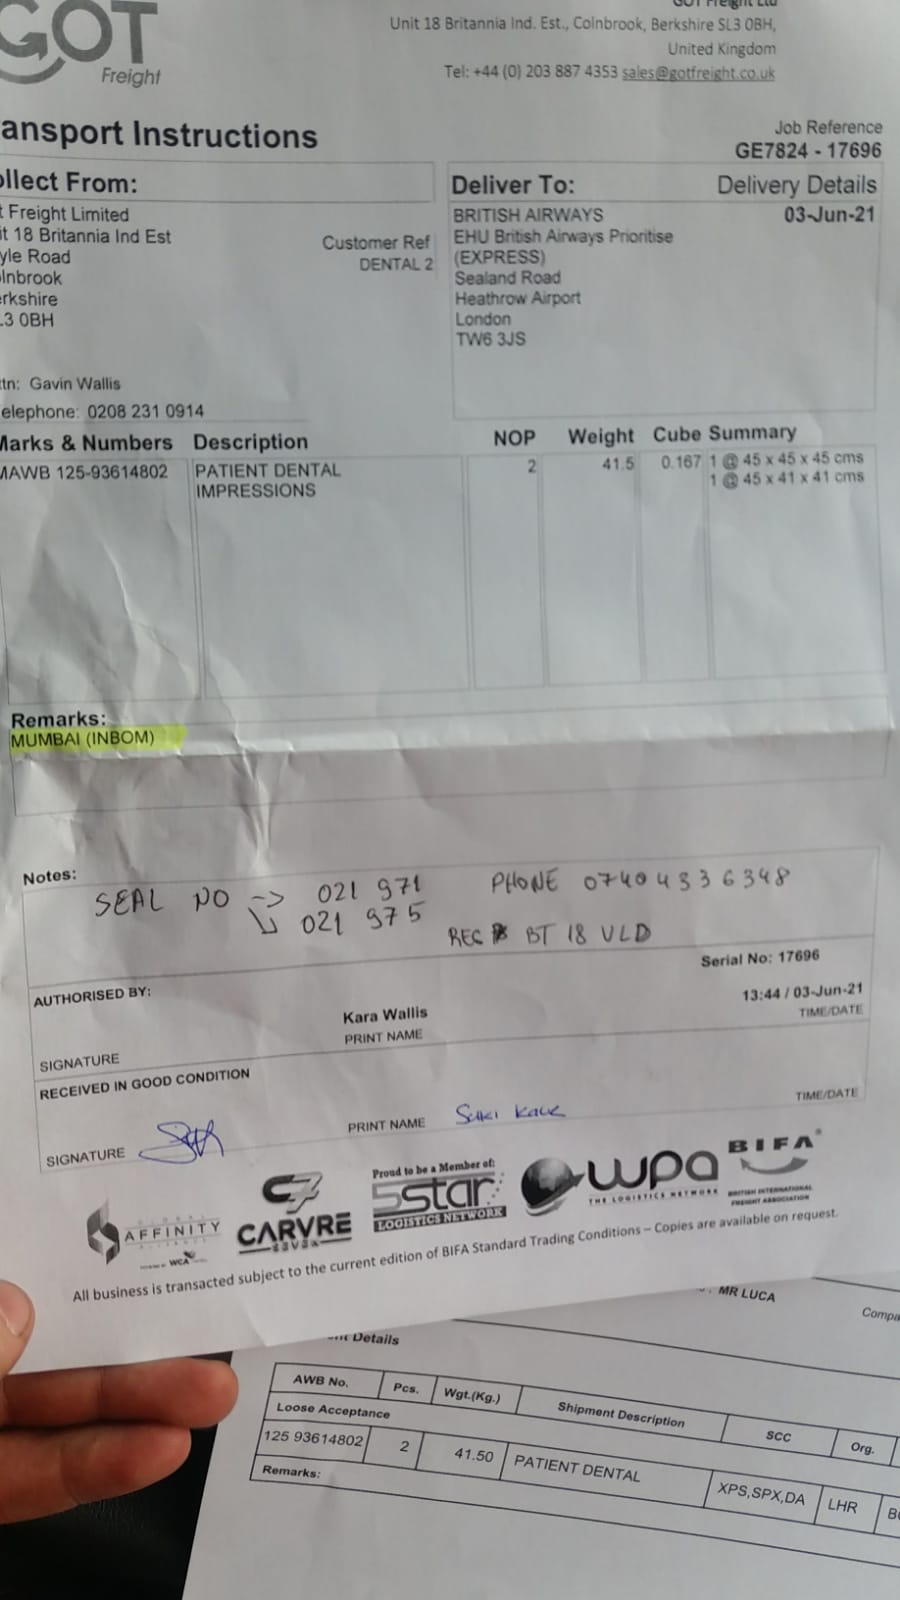 GOT
Freight
GOT Freight Ltd
Unit 18 Britannia Ind. Est., Colnbrook, Berkshire SL3 0BH,
United Kingdom
Tel: +44 (0) 203 887 4353 sales@gotfreight.co.uk
ansport Instructions
Job Reference
GE7824 - 17696
ollect From:
t Freight Limited
it 18 Britannia Ind Est
yle Road
olnbrook
erkshire
L3 0BH
Customer Ref
DENTAL 2
ttn: Gavin Wallis
elephone: 0208 231 0914
Deliver To:
Delivery Details
03-Jun-21
BRITISH AIRWAYS
EHU British Airways Prioritise
(EXPRESS)
Sealand Road
Heathrow Airport
London
TW6 3JS
Marks & Numbers Description NOP Weight Cube Summary
MAWB 125-93614802 PATIENT DENTAL 2 41.5 0.167 1 @ 45 x 45 x 45 cms
IMPRESSIONS 1 @ 45 x 41 x 41 cms
Remarks:
MUMBAI (INBOM)
Notes:
SEAL NO -> 021 971 PHONE 07404336348
021 975
REG BT 18 VLD
Serial No: 17696
AUTHORISED BY:
Kara Wallis
13:44 / 03-Jun-21
SIGNATURE PRINT NAME TIME/DATE
RECEIVED IN GOOD CONDITION
SIGNATURE PRINT NAME Suki Kaur TIME/DATE
AFFINITY
WCA
C7
CARVRE
SEVEN
Proud to be a Member of:
5star
LOGISTICS NETWORK
wpa
THE LOGISTICS NETWORK
BIFA
BRITISH INTERNATIONAL
FREIGHT ASSOCIATION
All business is transacted subject to the current edition of BIFA Standard Trading Conditions – Copies are available on request.
MR LUCA
Compa
nt Details
AWB No. Pcs. Wgt.(Kg.) Shipment Description SCC Org.
Loose Acceptance
125 93614802 2 41.50 PATIENT DENTAL XPS,SPX,DA LHR BO
Remarks: